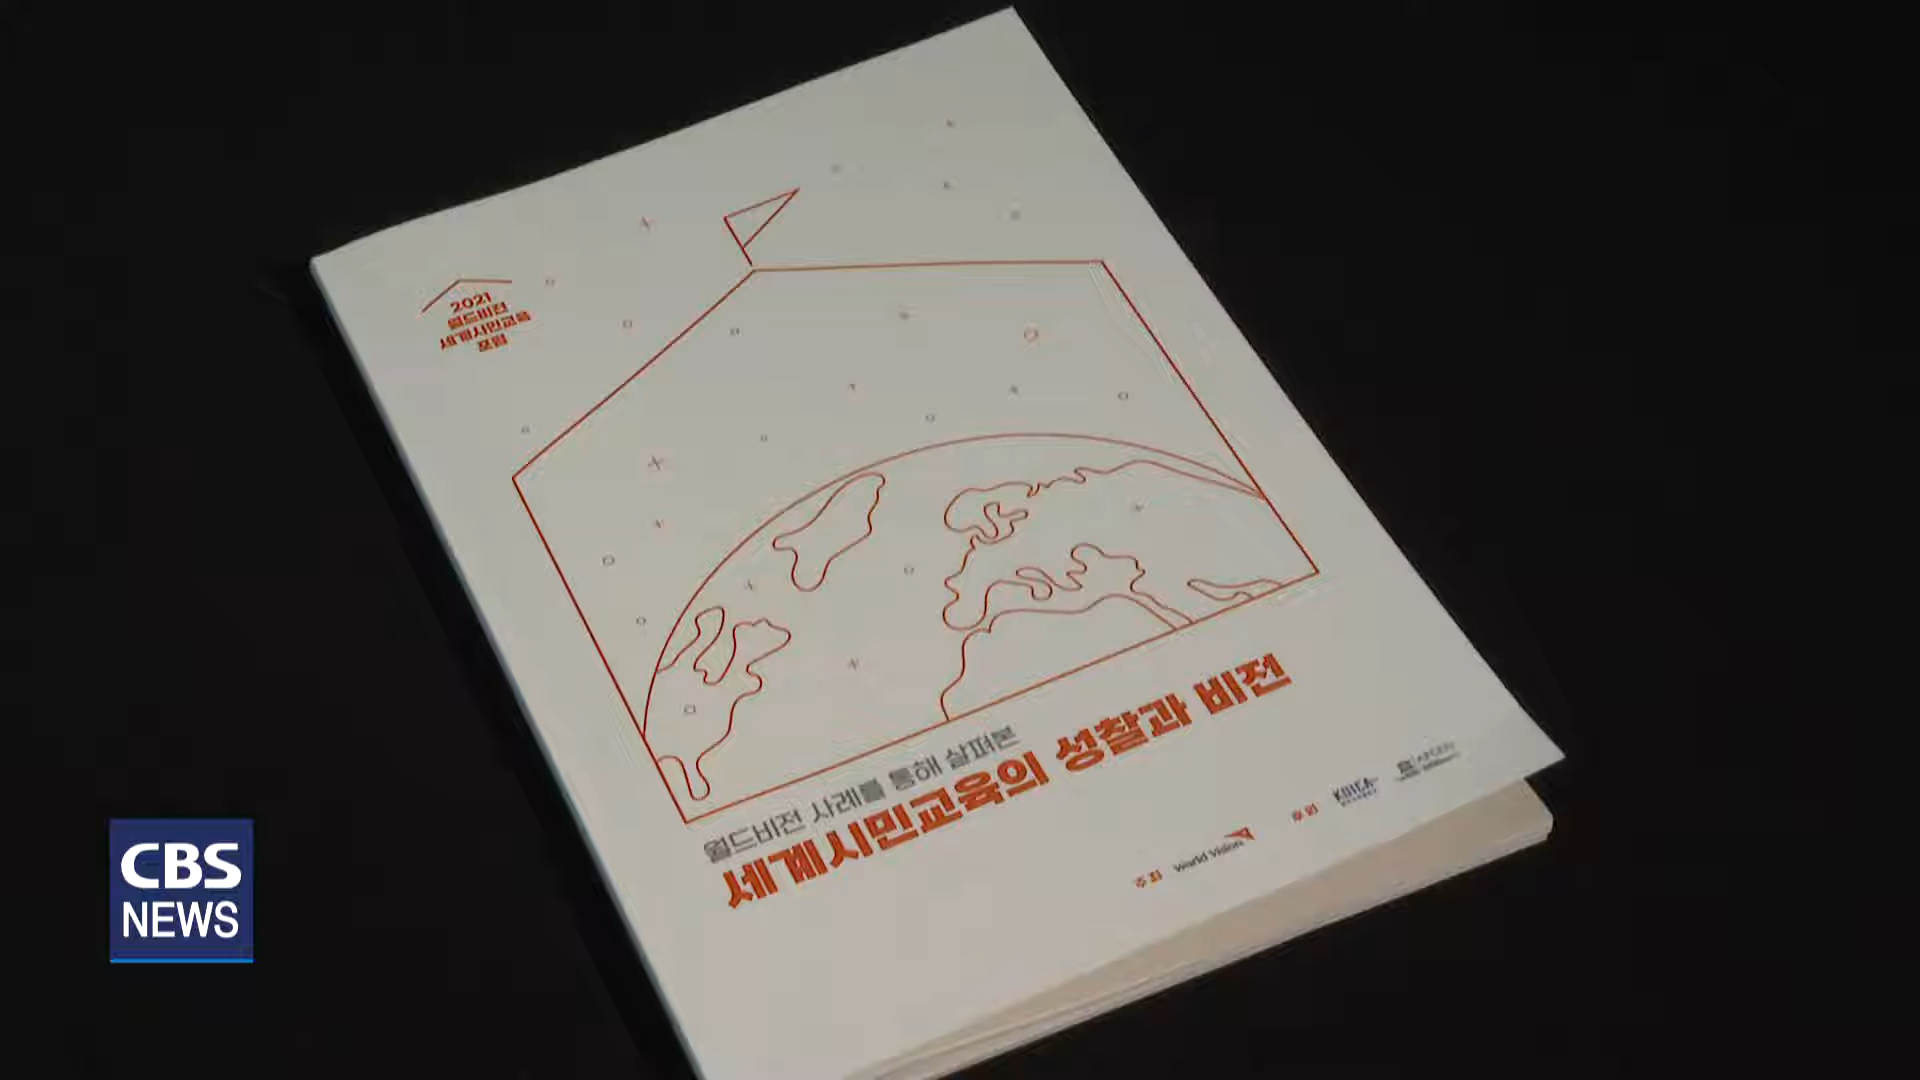 2021
월드비전
세계시민교육
포럼
월드비전 사례를 통해 살펴본
세계시민교육의 성찰과 비전
주최 World Vision
후원 KOICA
CBS
NEWS